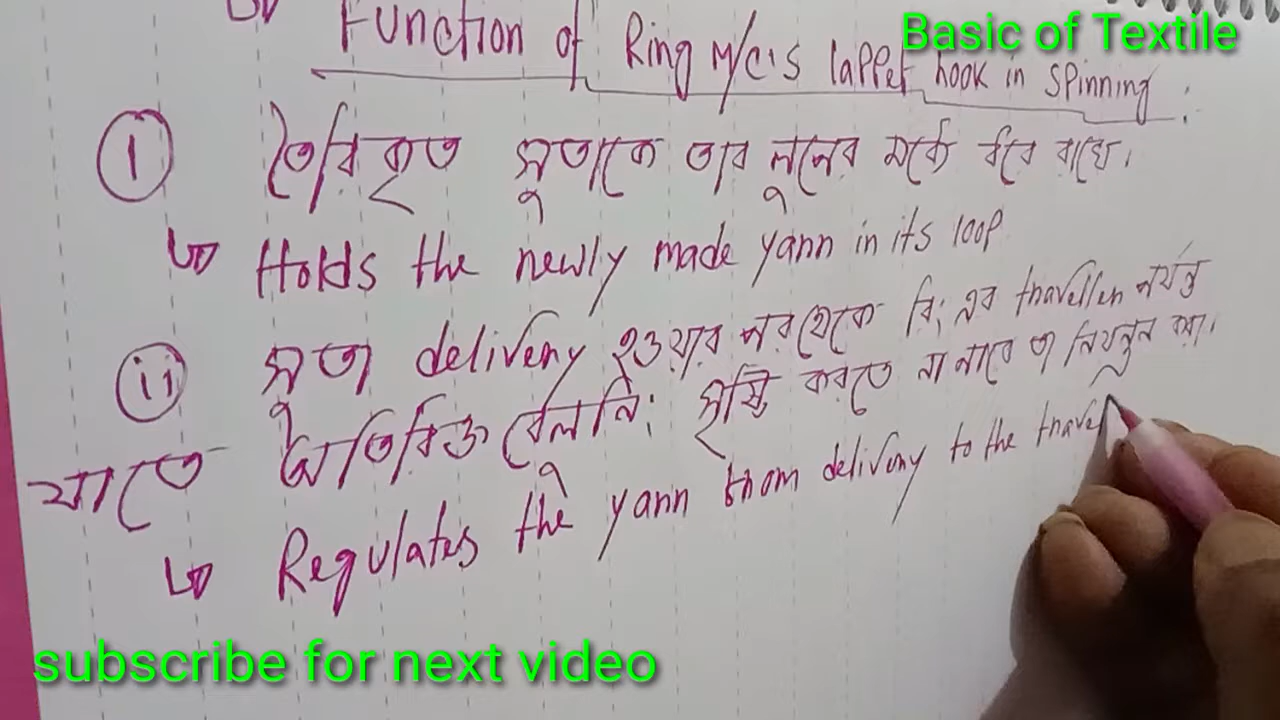 Basic of Textile
Function of Ring M/C's lappet hook in spinning :
i তৈরিকৃত সুতাকে তার লুপের মধ্যে ধরে রাখে।
Holds the newly made yarn in its loop
ii সুতা delivery হওয়ার পর থেকে রিং এর traveller পর্যন্ত
যাতে অতিরিক্ত বেলুনিং সৃষ্টি করতে না পারে তা নিয়ন্ত্রন করা।
Regulates the yarn from delivery to the travel
subscribe for next video